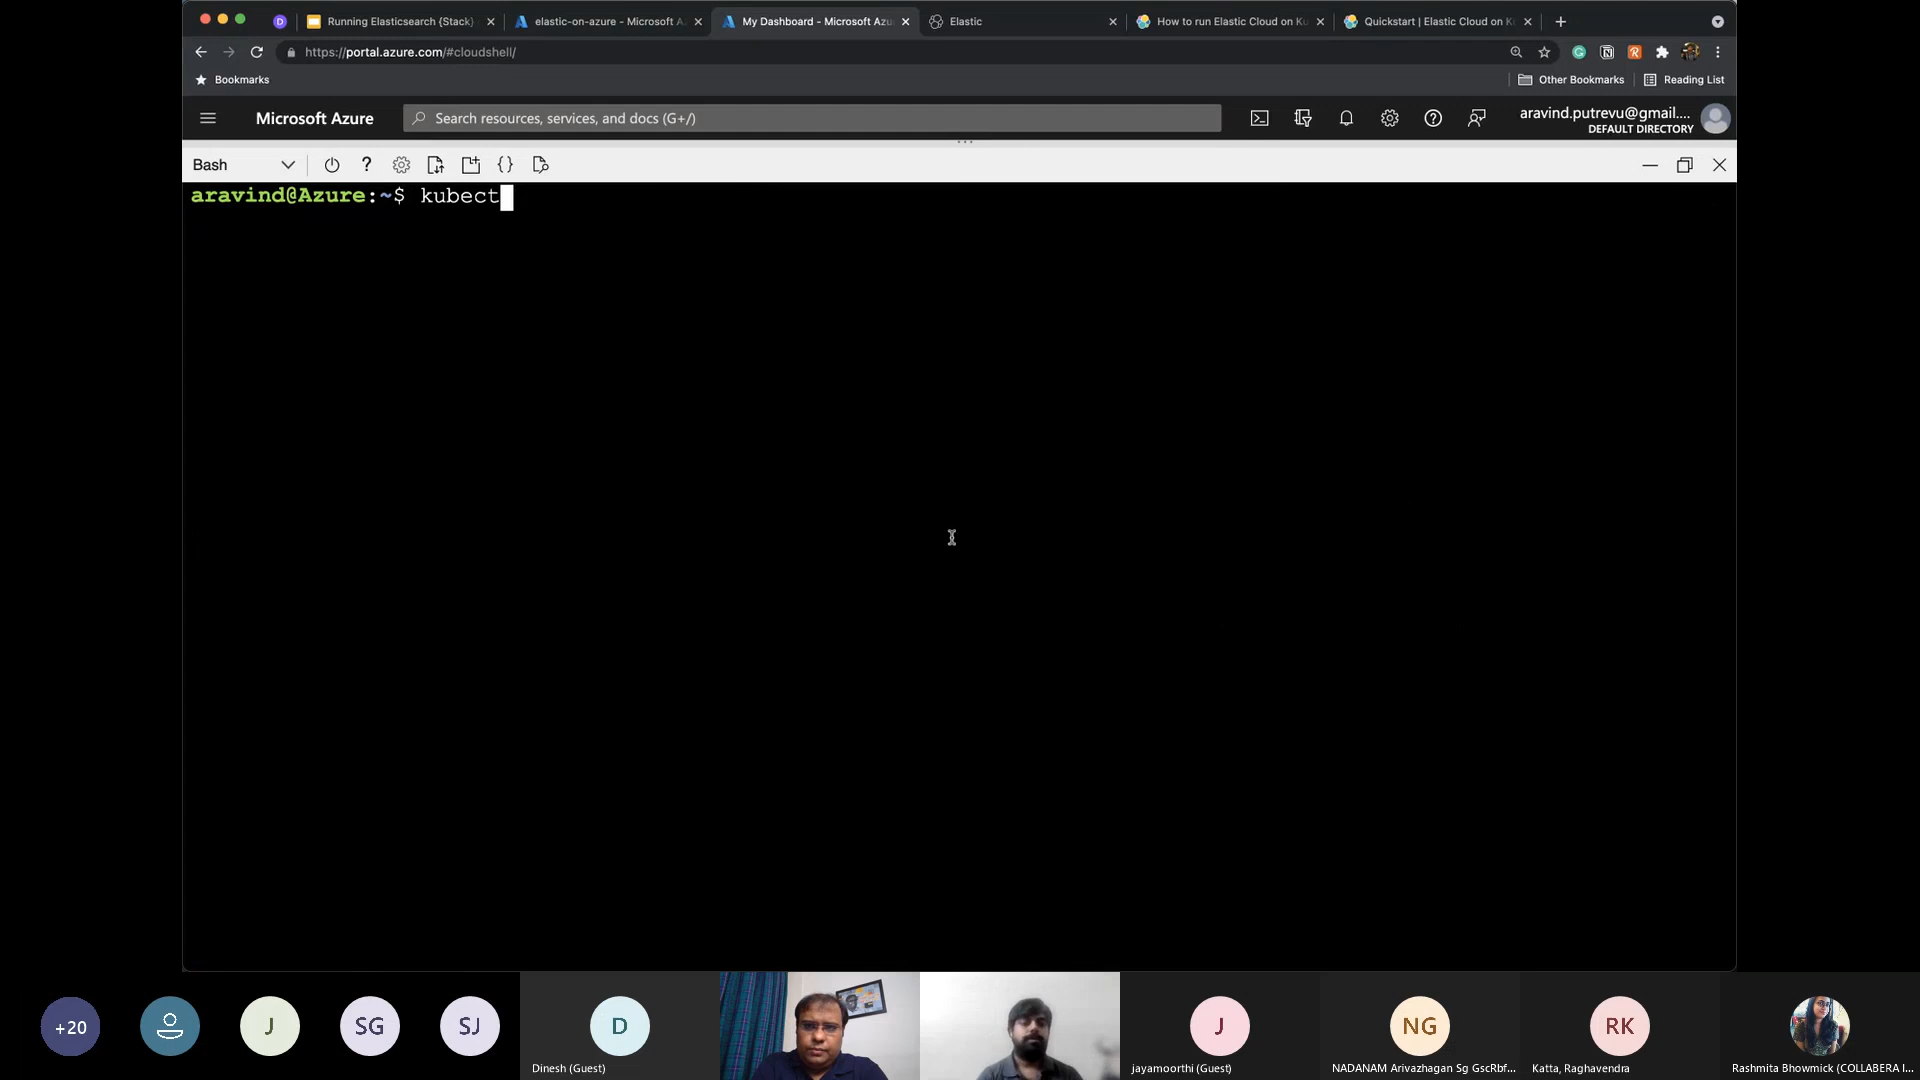 D
Running Elasticsearch {Stack}
elastic-on-azure - Microsoft A
My Dashboard - Microsoft Azu
Elastic
How to run Elastic Cloud on Ku
Quickstart | Elastic Cloud on K
https://portal.azure.com/#cloudshell/
Bookmarks
Other Bookmarks
Reading List
Microsoft Azure
Search resources, services, and docs (G+/)
aravind.putrevu@gmail....
DEFAULT DIRECTORY
Bash
aravind@Azure:~$ kubect
+20
J
SG
SJ
D
Dinesh (Guest)
J
jayamoorthi (Guest)
NG
NADANAM Arivazhagan Sg GscRbf...
RK
Katta, Raghavendra
Rashmita Bhowmick (COLLABERA I...